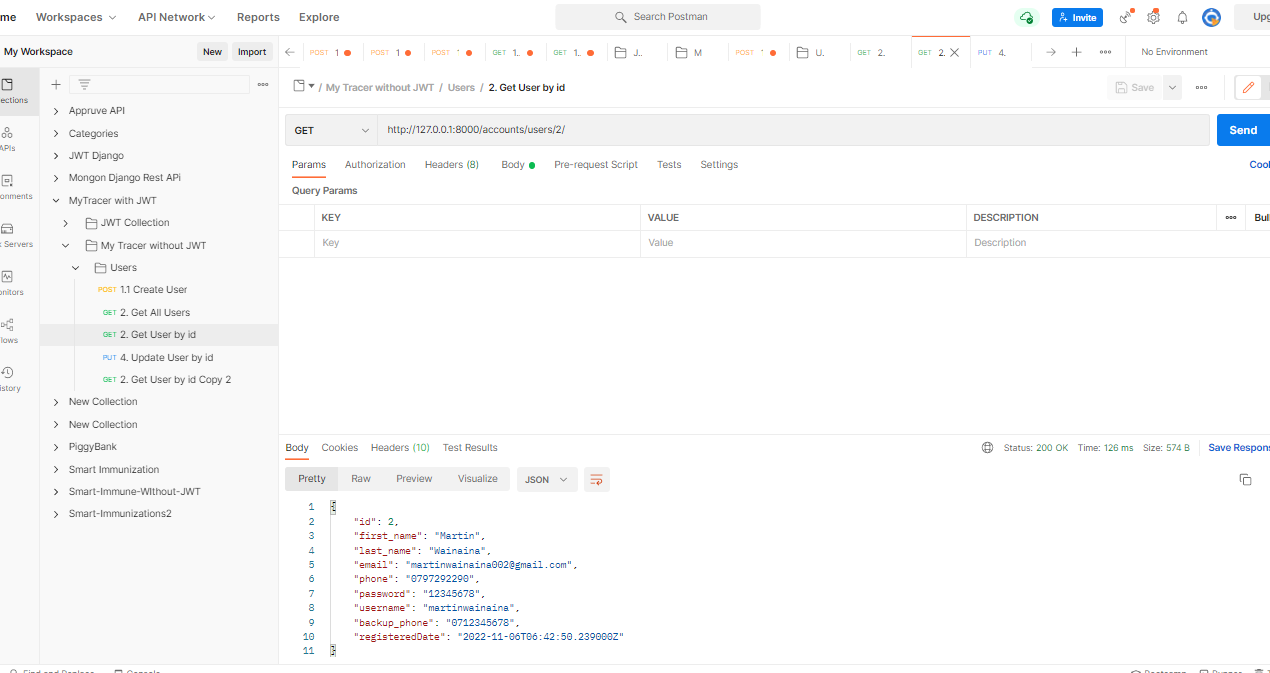 me Workspaces API Network Reports Explore Search Postman Invite Upg
My Workspace New Import POST 1 POST 1 POST GET 1.. GET 1.. J.. M POST U. GET 2. GET 2. PUT 4. No Environment
/ My Tracer without JWT / Users / 2. Get User by id Save
ections
APIs
onments
Servers
onitors
lows
istory
Appruve API
Categories
JWT Django
Mongon Django Rest APi
MyTracer with JWT
JWT Collection
My Tracer without JWT
Users
POST 1.1 Create User
GET 2. Get All Users
GET 2. Get User by id
PUT 4. Update User by id
GET 2. Get User by id Copy 2
New Collection
New Collection
PiggyBank
Smart Immunization
Smart-Immune-WIthout-JWT
Smart-Immunizations2
GET http://127.0.0.1:8000/accounts/users/2/ Send
Params Authorization Headers (8) Body Pre-request Script Tests Settings Cool
Query Params
KEY VALUE DESCRIPTION Bul
Key Value Description
Body Cookies Headers (10) Test Results Status: 200 OK Time: 126 ms Size: 574 B Save Respons
Pretty Raw Preview Visualize JSON
1 {
2 "id": 2,
3 "first_name": "Martin",
4 "last_name": "Wainaina",
5 "email": "martinwainaina002@gmail.com",
6 "phone": "0797292290",
7 "password": "12345678",
8 "username": "martinwainaina",
9 "backup_phone": "0712345678",
10 "registeredDate": "2022-11-06T06:42:50.239000Z"
11 }
Find and Replace Console Bootcamp Runner